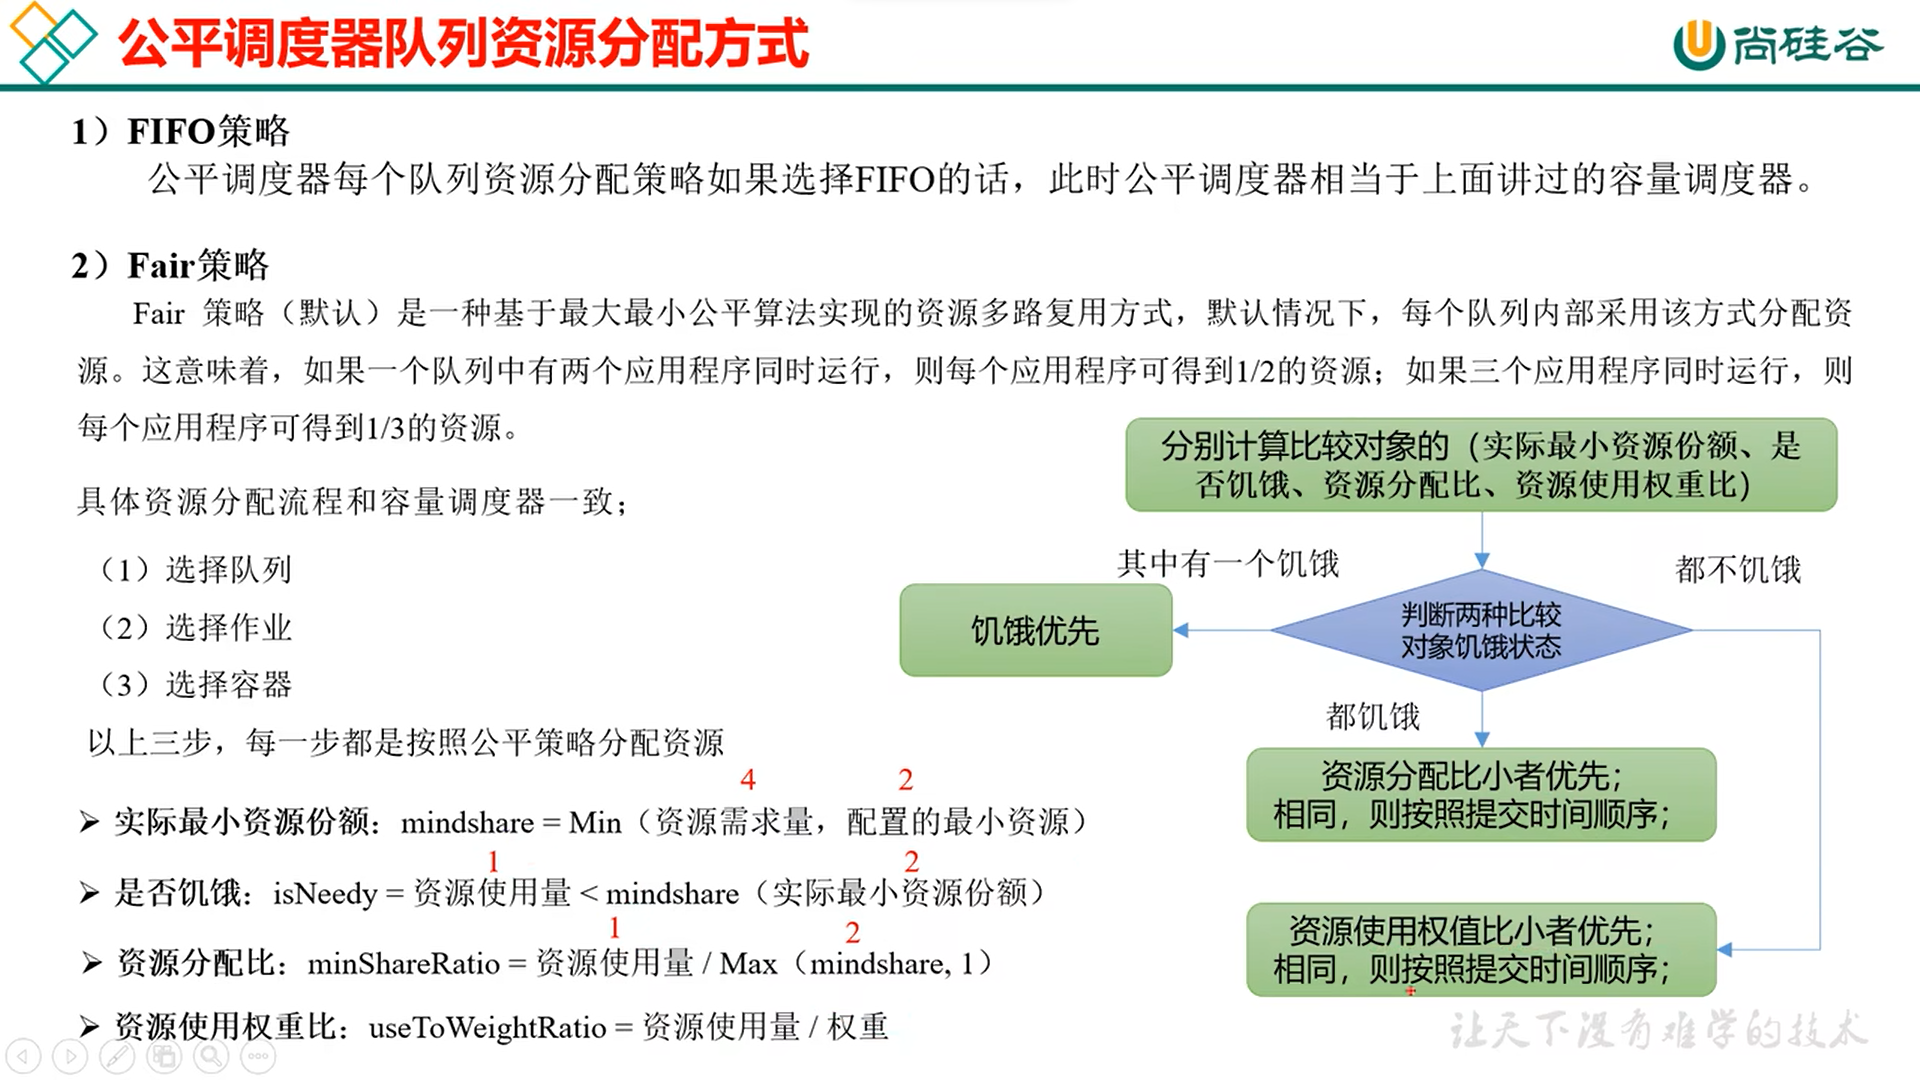 公平调度器队列资源分配方式
尚硅谷
1）FIFO策略
公平调度器每个队列资源分配策略如果选择FIFO的话，此时公平调度器相当于上面讲过的容量调度器。
2）Fair策略
Fair 策略（默认）是一种基于最大最小公平算法实现的资源多路复用方式，默认情况下，每个队列内部采用该方式分配资
源。这意味着，如果一个队列中有两个应用程序同时运行，则每个应用程序可得到1/2的资源；如果三个应用程序同时运行，则
每个应用程序可得到1/3的资源。
具体资源分配流程和容量调度器一致；
（1）选择队列
（2）选择作业
（3）选择容器
以上三步，每一步都是按照公平策略分配资源
4 2
➢ 实际最小资源份额：mindshare = Min（资源需求量，配置的最小资源）
1 2
➢ 是否饥饿：isNeedy = 资源使用量 < mindshare（实际最小资源份额）
1 2
➢ 资源分配比：minShareRatio = 资源使用量 / Max（mindshare, 1）
➢ 资源使用权重比：useToWeightRatio = 资源使用量 / 权重
分别计算比较对象的（实际最小资源份额、是
否饥饿、资源分配比、资源使用权重比）
其中有一个饥饿
都不饥饿
饥饿优先
判断两种比较
对象饥饿状态
都饥饿
资源分配比小者优先；
相同，则按照提交时间顺序；
资源使用权值比小者优先；
相同，则按照提交时间顺序；
让天下没有难学的技术